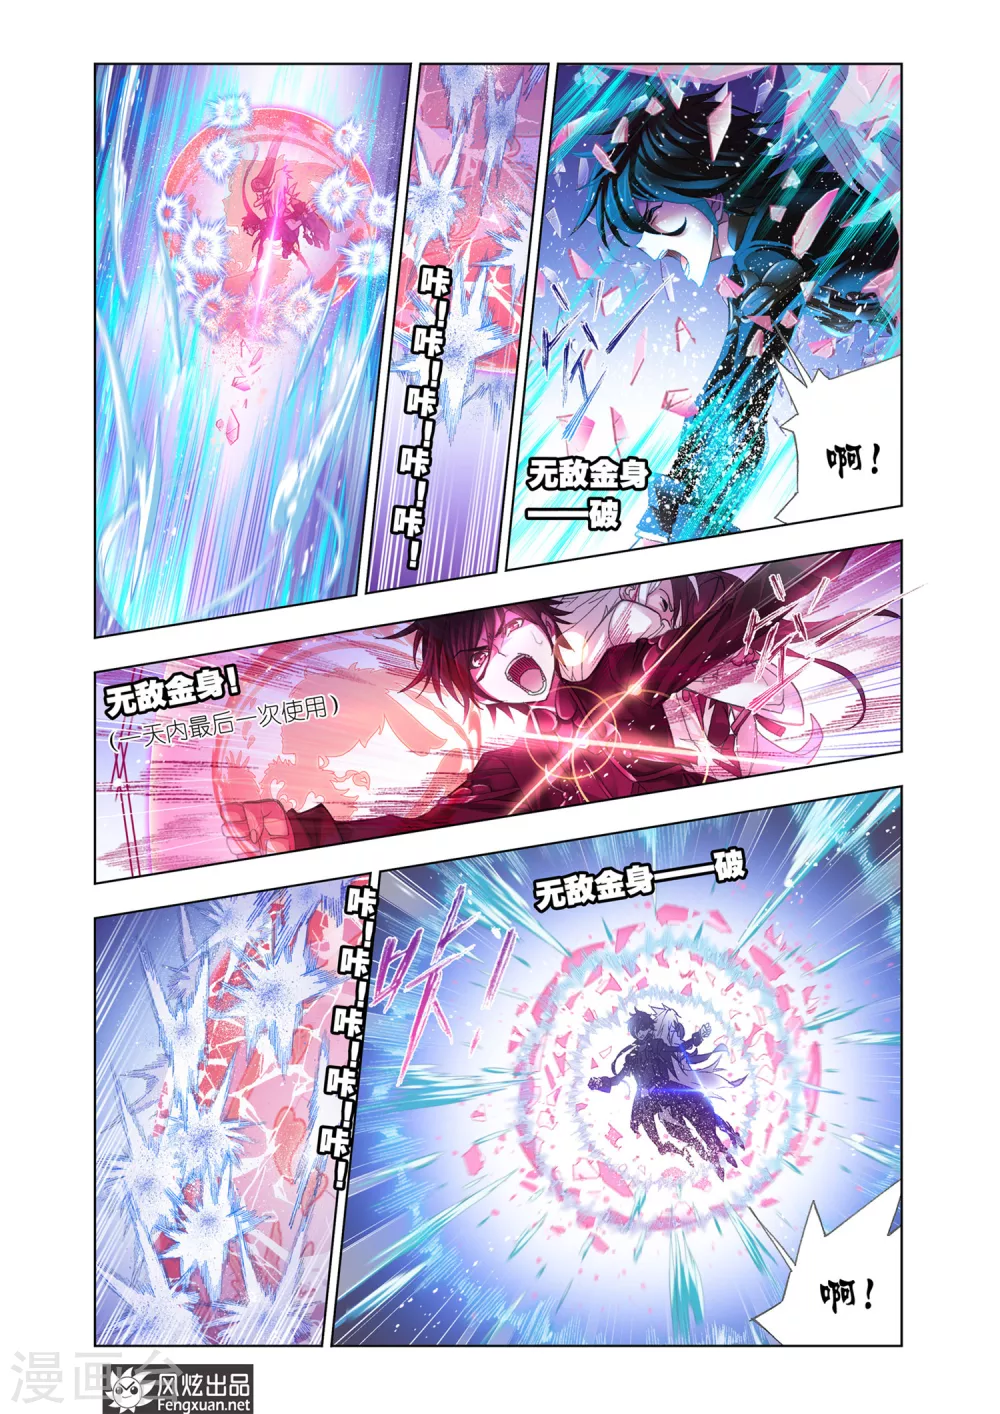 咔！咔！咔！咔！咔！
无敌金身
——破
啊！
无敌金身！
（一天内最后一次使用）
咔！咔！咔！咔！咔！
无敌金身——破
咔！
啊！
漫画台
风炫出品
Fengxuan.net